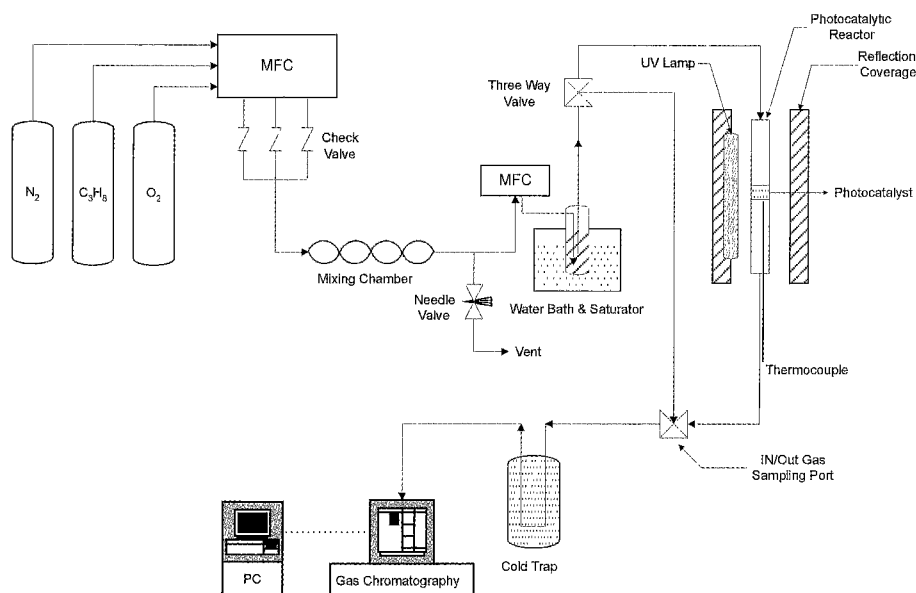 Photocatalytic
Reactor
MFC
UV Lamp
Reflection
Coverage
Three Way
Valve
Check
Valve
N2
C3H8
O2
MFC
Photocatalyst
Mixing Chamber
Needle
Valve
Water Bath & Saturator
Vent
Thermocouple
IN/Out Gas
Sampling Port
Cold Trap
PC
Gas Chromatography